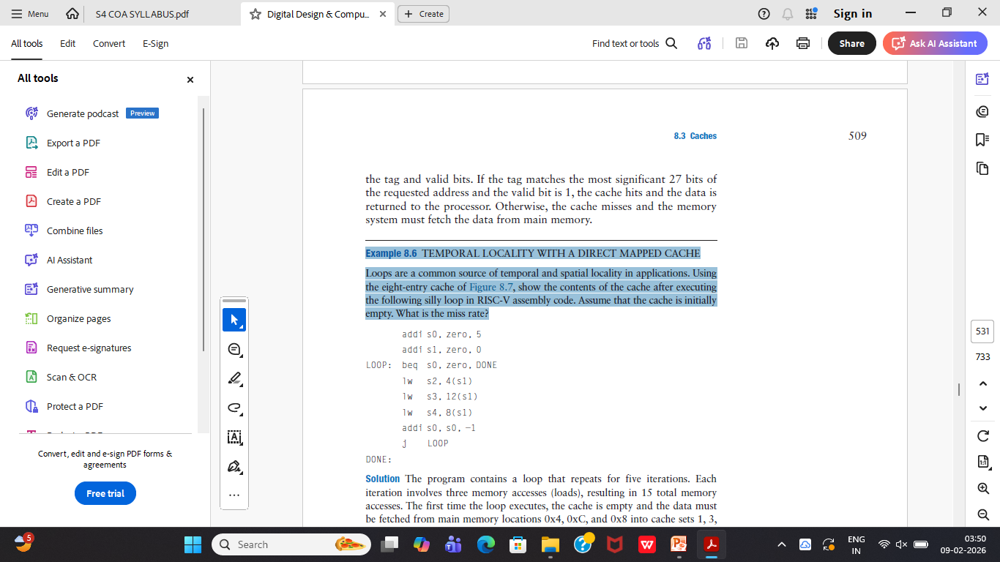 Menu
S4 COA SYLLABUS.pdf
Digital Design & Compu...
Create
Sign in
All tools
Edit
Convert
E-Sign
Find text or tools
Share
Ask AI Assistant
All tools
Generate podcast
Preview
Export a PDF
Edit a PDF
Create a PDF
Combine files
AI Assistant
Generative summary
Organize pages
Request e-signatures
Scan & OCR
Protect a PDF
Convert, edit and e-sign PDF forms &
agreements
Free trial
8.3 Caches
509
the tag and valid bits. If the tag matches the most significant 27 bits of
the requested address and the valid bit is 1, the cache hits and the data is
returned to the processor. Otherwise, the cache misses and the memory
system must fetch the data from main memory.
Example 8.6 TEMPORAL LOCALITY WITH A DIRECT MAPPED CACHE
Loops are a common source of temporal and spatial locality in applications. Using
the eight-entry cache of Figure 8.7, show the contents of the cache after executing
the following silly loop in RISC-V assembly code. Assume that the cache is initially
empty. What is the miss rate?
addi s0, zero, 5
addi s1, zero, 0
LOOP: beq s0, zero, DONE
lw s2, 4(s1)
lw s3, 12(s1)
lw s4, 8(s1)
addi s0, s0, −1
j LOOP
DONE:
Solution The program contains a loop that repeats for five iterations. Each
iteration involves three memory accesses (loads), resulting in 15 total memory
accesses. The first time the loop executes, the cache is empty and the data must
be fetched from main memory locations 0x4, 0xC, and 0x8 into cache sets 1, 3,
531
733
1:1
5
Search
ENG
IN
03:50
09-02-2026